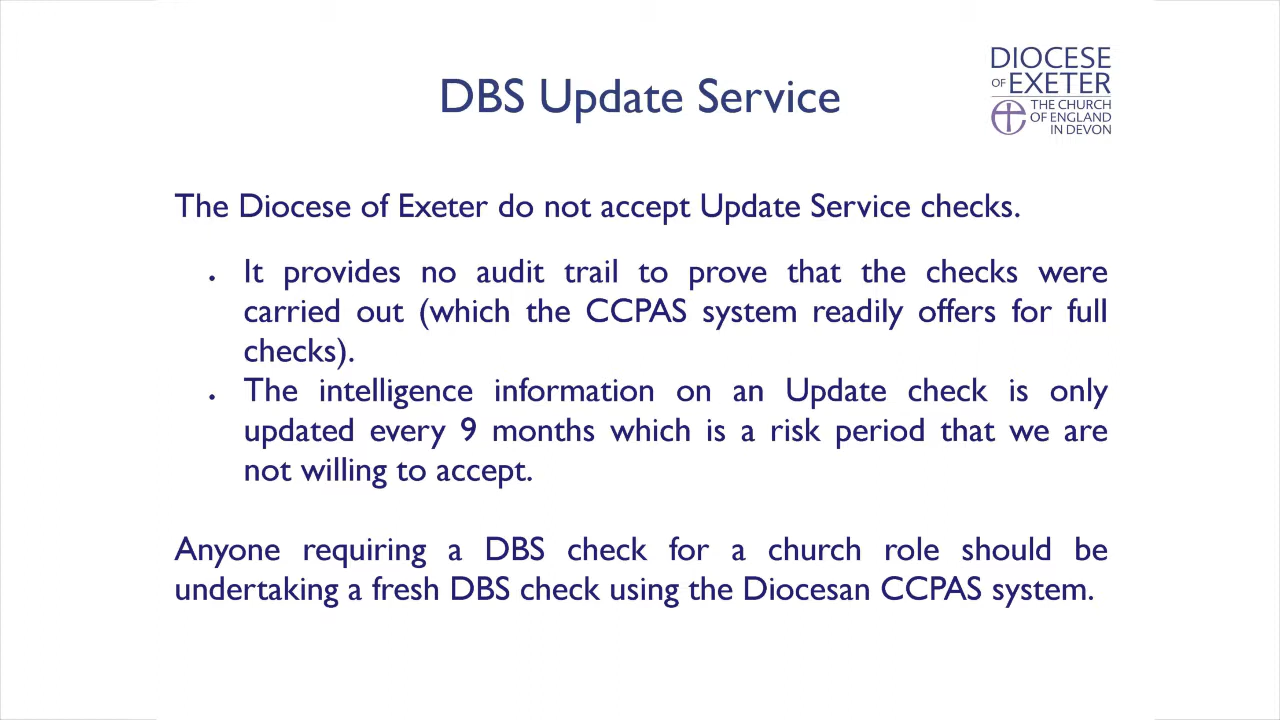 DBS Update Service
DIOCESE
OF EXETER
THE CHURCH
OF ENGLAND
IN DEVON
The Diocese of Exeter do not accept Update Service checks.
. It provides no audit trail to prove that the checks were
carried out (which the CCPAS system readily offers for full
checks).
. The intelligence information on an Update check is only
updated every 9 months which is a risk period that we are
not willing to accept.
Anyone requiring a DBS check for a church role should be
undertaking a fresh DBS check using the Diocesan CCPAS system.